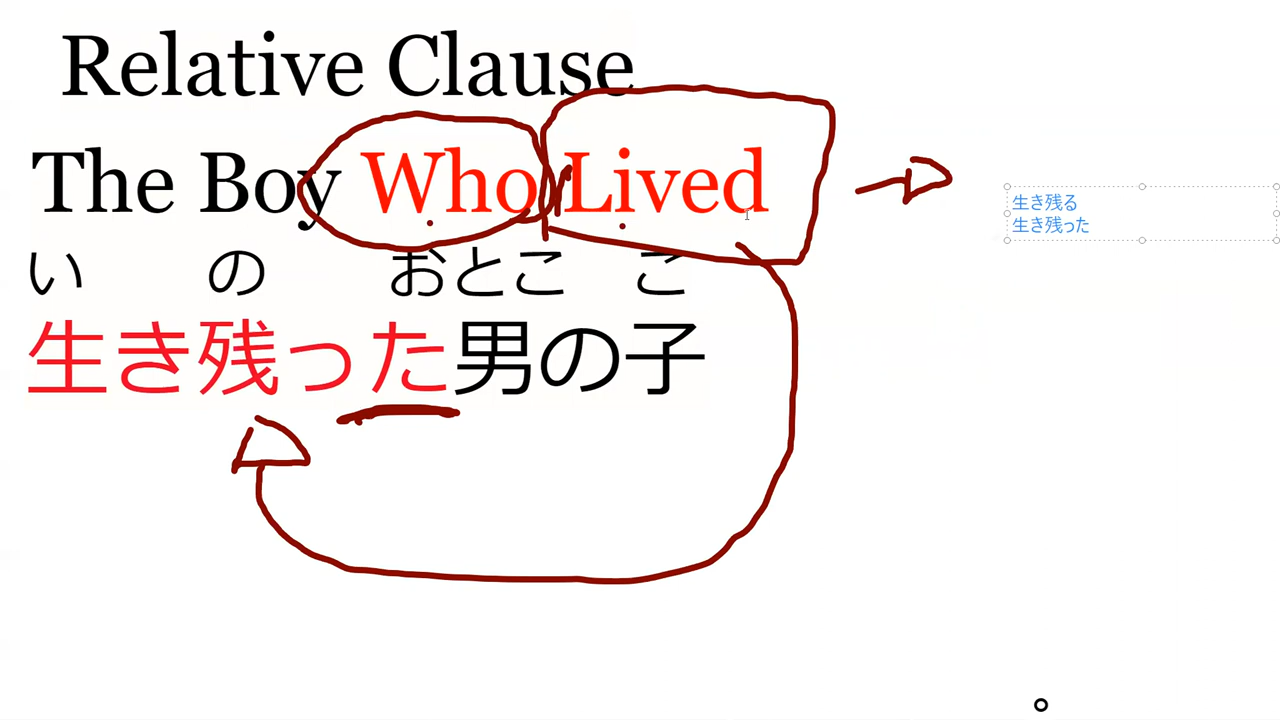 Relative Clause
The Boy Who Lived
い の おとこ こ
生き残った男の子
生き残る
生き残った